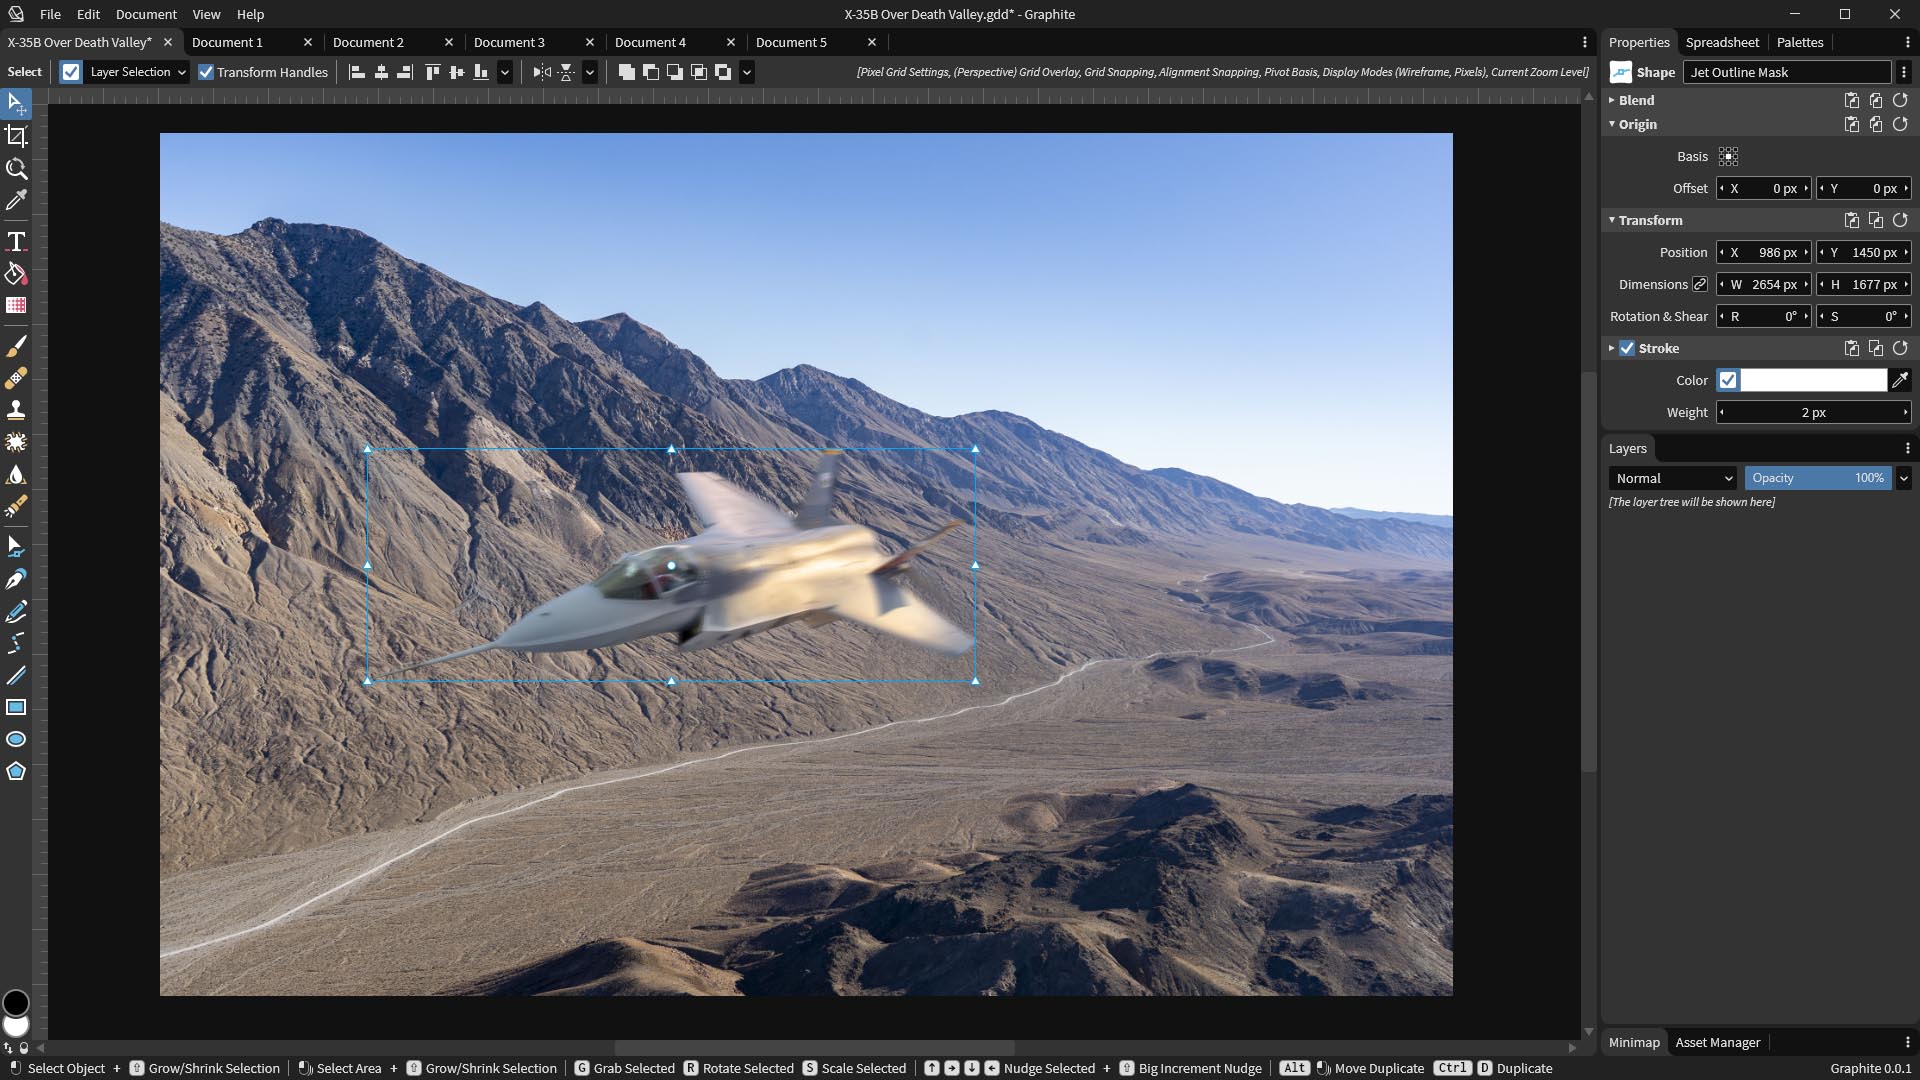 File Edit Document View Help
X-35B Over Death Valley.gdd* - Graphite
X-35B Over Death Valley* Document 1 Document 2 Document 3 Document 4 Document 5
Select Layer Selection Transform Handles [Pixel Grid Settings, (Perspective) Grid Overlay, Grid Snapping, Alignment Snapping, Pivot Basis, Display Modes (Wireframe, Pixels), Current Zoom Level]
Properties Spreadsheet Palettes
Shape Jet Outline Mask
Blend
Origin
Basis
Offset X 0 px Y 0 px
Transform
Position X 986 px Y 1450 px
Dimensions W 2654 px H 1677 px
Rotation & Shear R 0° S 0°
Stroke
Color
Weight 2 px
Layers
Normal Opacity 100%
[The layer tree will be shown here]
Minimap Asset Manager
Select Object + Grow/Shrink Selection Select Area + Grow/Shrink Selection G Grab Selected R Rotate Selected S Scale Selected Nudge Selected + Big Increment Nudge Alt Move Duplicate Ctrl D Duplicate
Graphite 0.0.1